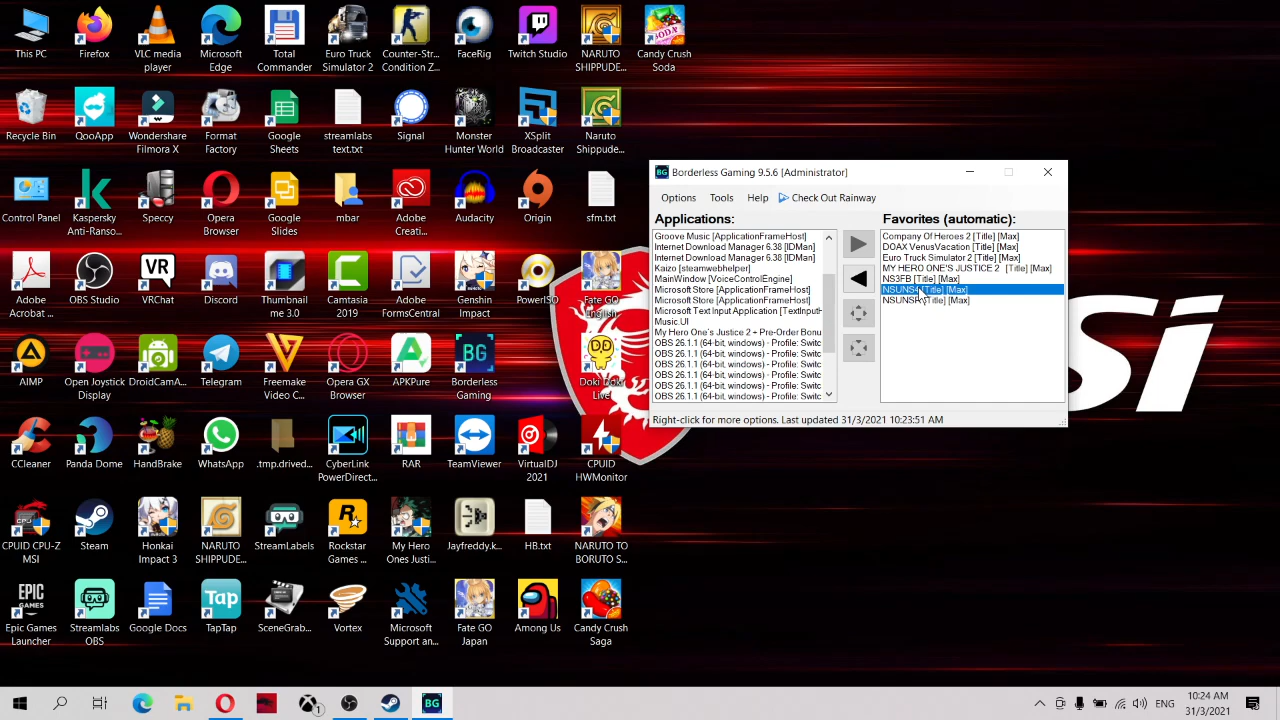 This PC
Firefox
VLC media
player
Microsoft
Edge
Total
Commander
Euro Truck
Simulator 2
Counter-Str...
Condition Z...
FaceRig
Twitch Studio
NARUTO
SHIPPUDE...
Candy Crush
Soda
Recycle Bin
QooApp
Wondershare
Filmora X
Format
Factory
Google
Sheets
streamlabs
text.txt
Signal
Monster
Hunter World
XSplit
Broadcaster
Naruto
Shippude...
Control Panel
Kaspersky
Anti-Ranso...
Speccy
Opera
Browser
Google
Slides
mbar
Adobe
Creati...
Audacity
Origin
sfm.txt
Adobe
Acrobat ...
OBS Studio
VR
VRChat
Discord
Thumbnail
me 3.0
Camtasia
2019
Adobe
FormsCentral
Genshin
Impact
PowerISO
Fate GO
English
AIMP
Open Joystick
Display
DroidCamA...
Telegram
Freemake
Video C...
Opera GX
Browser
APKPure
BG
Borderless
Gaming
Doki Doki
Live
CCleaner
Panda Dome
HandBrake
WhatsApp
.tmp.drived...
CyberLink
PowerDirect...
RAR
TeamViewer
VirtualDJ
2021
CPUID
HWMonitor
CPUID CPU-Z
MSI
Steam
Honkai
Impact 3
NARUTO
SHIPPUDE...
StreamLabels
Rockstar
Games ...
My Hero
Ones Justi...
Jayfreddy.k...
HB.txt
NARUTO TO
BORUTO S...
EPIC
GAMES
Epic Games
Launcher
Streamlabs
OBS
Google Docs
Tap
TapTap
SceneGrab...
Vortex
Microsoft
Support an...
Fate GO
Japan
Among Us
Candy Crush
Saga
BG Borderless Gaming 9.5.6 [Administrator]
Options Tools Help Check Out Rainway
Applications:
Groove Music [ApplicationFrameHost]
Internet Download Manager 6.38 [IDMan]
Internet Download Manager 6.38 [IDMan]
Kaizo [steamwebhelper]
MainWindow [VoiceControlEngine]
Microsoft Store [ApplicationFrameHost]
Microsoft Store [ApplicationFrameHost]
Microsoft Text Input Application [TextInputH
Music.UI
My Hero One's Justice 2 + Pre-Order Bonu
OBS 26.1.1 (64-bit, windows) - Profile: Switc
OBS 26.1.1 (64-bit, windows) - Profile: Switc
OBS 26.1.1 (64-bit, windows) - Profile: Switc
OBS 26.1.1 (64-bit, windows) - Profile: Switc
OBS 26.1.1 (64-bit, windows) - Profile: Switc
Favorites (automatic):
Company Of Heroes 2 [Title] [Max]
DOAX VenusVacation [Title] [Max]
Euro Truck Simulator 2 [Title] [Max]
MY HERO ONE'S JUSTICE 2 [Title] [Max]
NS3FB [Title] [Max]
NSUNS4 [Title] [Max]
[Title] [Max]
Right-click for more options. Last updated 31/3/2021 10:23:51 AM
BG
ENG
10:24 AM
31/3/2021